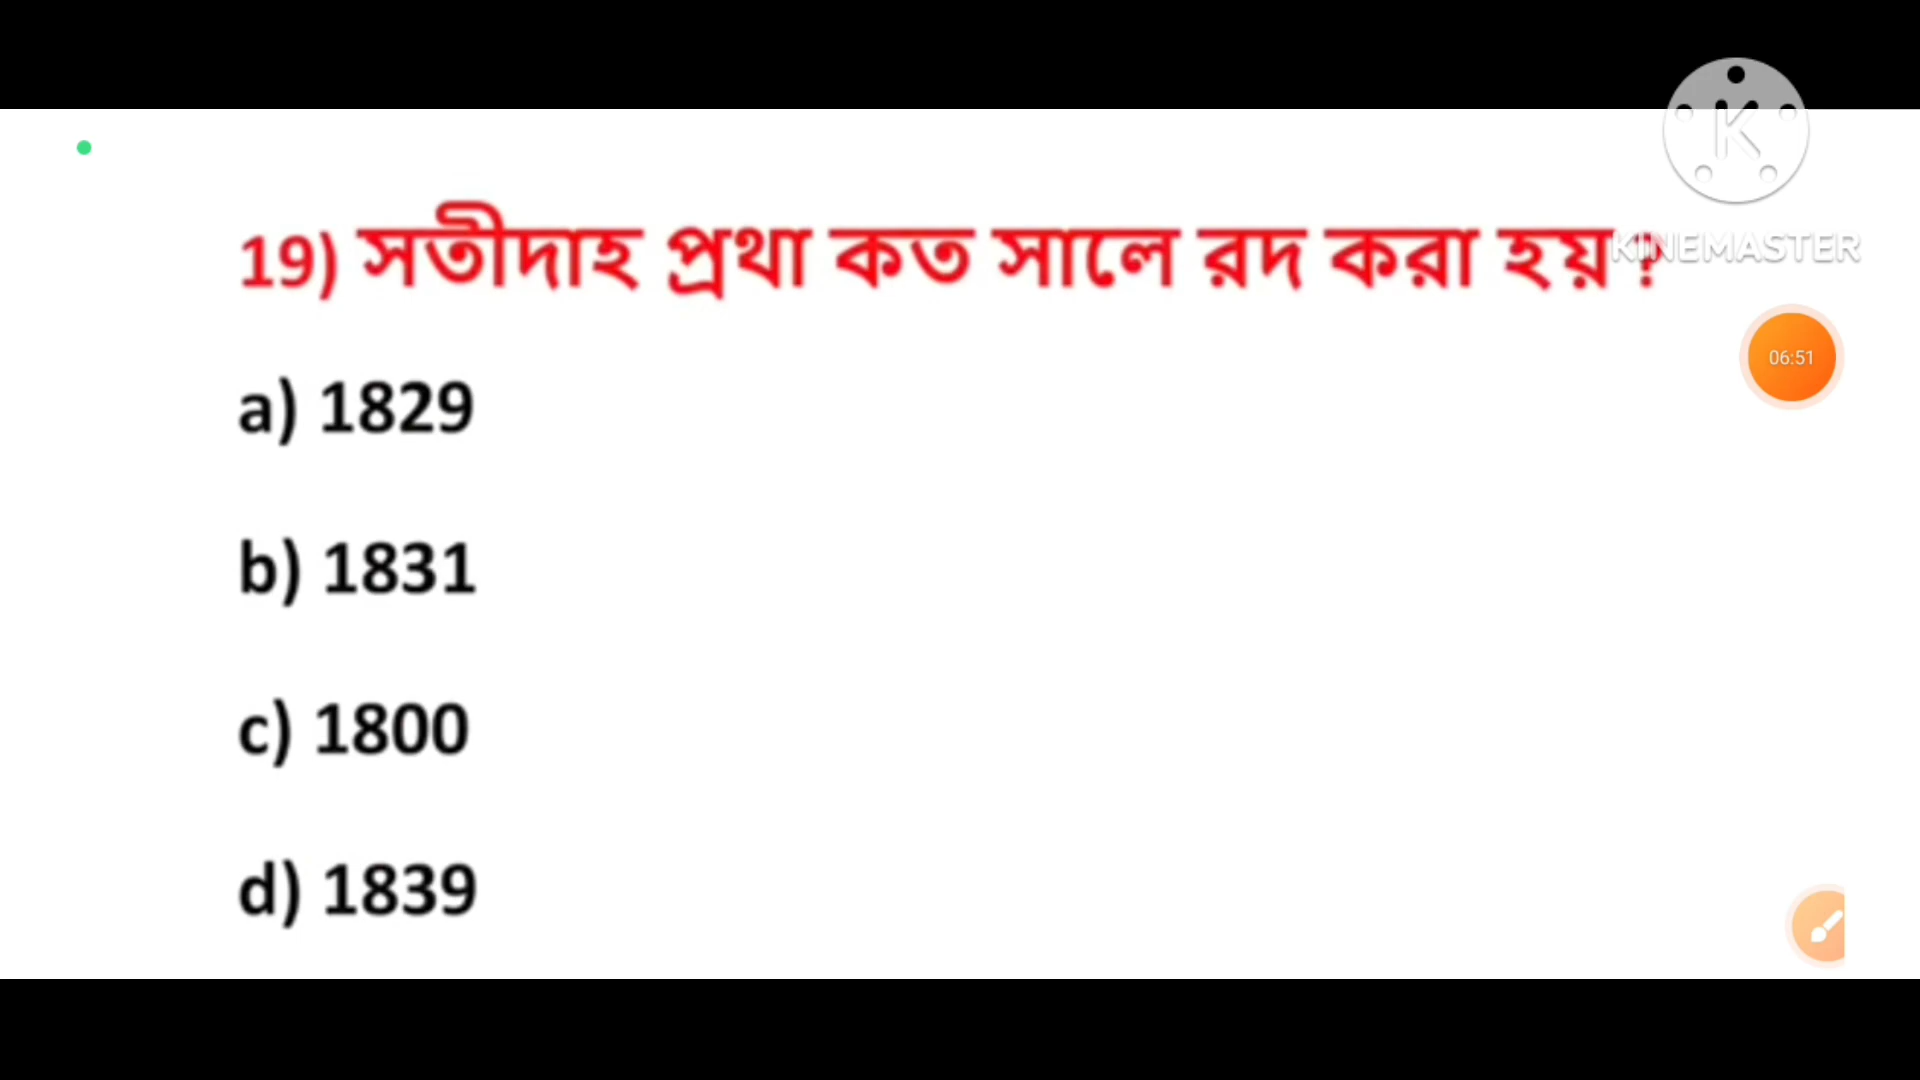 19) সতীদাহ প্রথা কত সালে রদ করা হয় ?
KINEMASTER
06:51
a) 1829
b) 1831
c) 1800
d) 1839